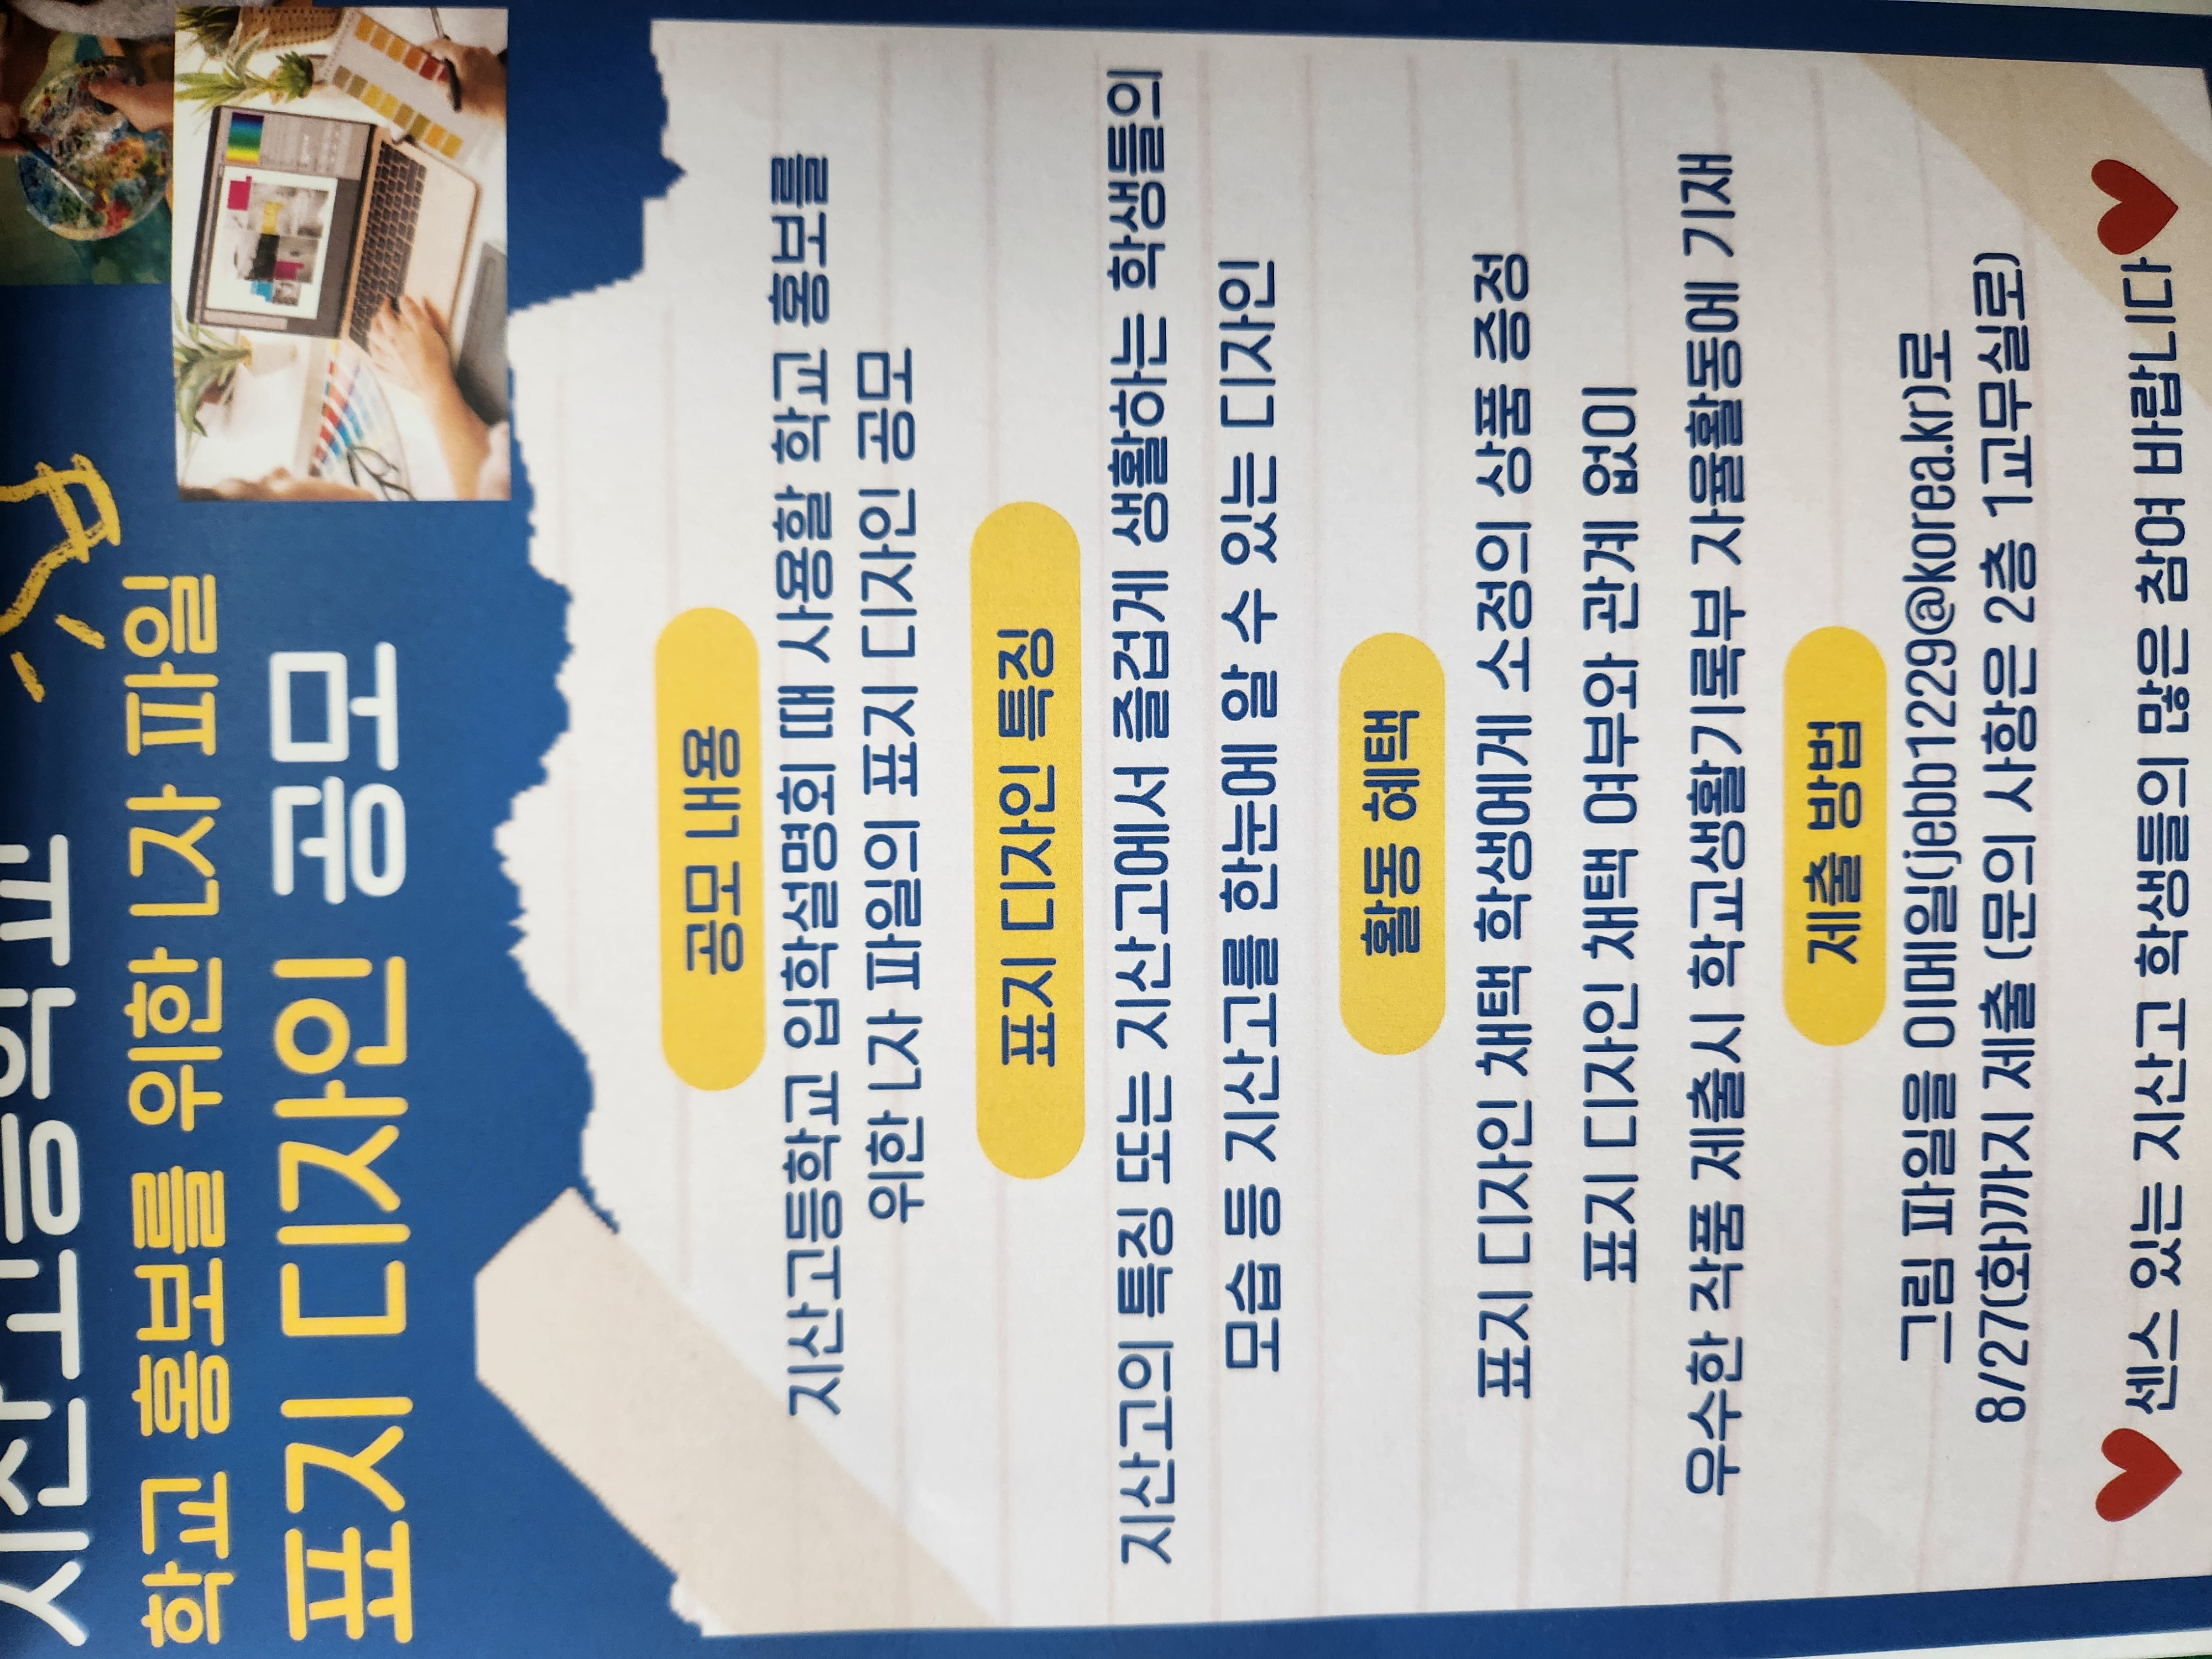 지산고등학교
학교 홍보를 위한 L자 파일
표지 디자인 공모
공모 내용
지산고등학교 입학설명회 때 사용할 학교 홍보를
위한 L자 파일의 표지 디자인 공모
표지 디자인 특징
지산고의 특징 또는 지산고에서 즐겁게 생활하는 학생들의
모습 등 지산고를 한눈에 알 수 있는 디자인
활동 혜택
표지 디자인 채택 학생에게 소정의 상품 증정
표지 디자인 채택 여부와 관계 없이
우수한 작품 제출시 학교생활기록부 자율활동에 기재
제출 방법
그림 파일을 이메일(jebb1229@korea.kr)로
8/27(화)까지 제출 (문의 사항은 2층 1교무실로)
센스 있는 지산고 학생들의 많은 참여 바랍니다